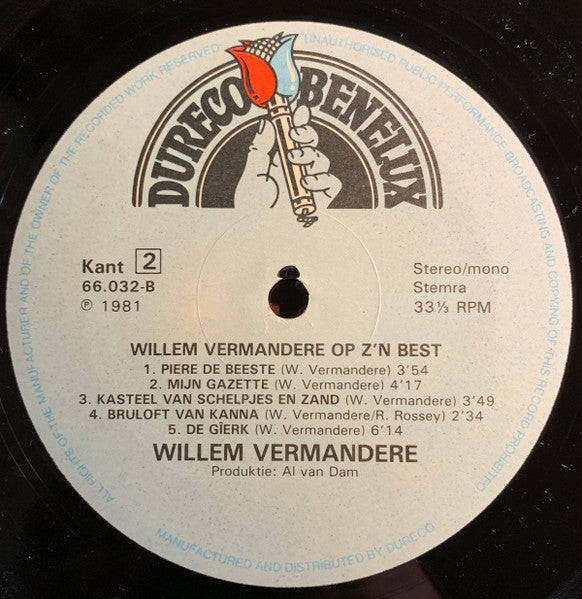 DURECO BENELUX
Kant 2
66.032-B
℗ 1981
Stereo/mono
Stemra
33⅓ RPM
WILLEM VERMANDERE OP Z'N BEST
1. PIERE DE BEESTE (W. Vermandere) 3'54
2. MIJN GAZETTE (W. Vermandere) 4'17
3. KASTEEL VAN SCHELPJES EN ZAND (W. Vermandere) 3'49
4. BRULOFT VAN KANNA (W. Vermandere/R. Rossey) 2'34
5. DE GÎERK (W. Vermandere) 6'14
WILLEM VERMANDERE
Produktie: Al van Dam
ALL RIGHTS OF THE MANUFACTURER AND OF THE OWNER OF THE RECORDED WORK RESERVED
UNAUTHORISED PUBLIC PERFORMANCE BROADCASTING AND COPYING OF THIS RECORD PROHIBITED
MANUFACTURED AND DISTRIBUTED BY DURECO